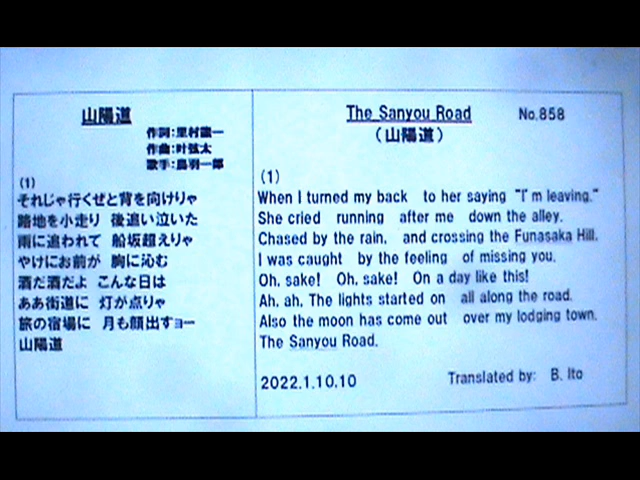 山陽道
作詞：里村龍一
作曲：叶弦大
歌手：鳥羽一郎
(1)
それじゃ行くぜと背を向けりゃ
路地を小走り 後追い泣いた
雨に追われて 船坂超えりゃ
やけにお前が 胸に沁む
酒だ酒だよ こんな日は
ああ街道に 灯が点りゃ
旅の宿場に 月も顔出すョー
山陽道
The Sanyou Road No.858
（山陽道）
(1)
When I turned my back to her saying "I'm leaving."
She cried running after me down the alley.
Chased by the rain, and crossing the Funasaka Hill.
I was caught by the feeling of missing you.
Oh, sake! Oh, sake! On a day like this!
Ah, ah, The lights started on all along the road.
Also the moon has come out over my lodging town.
The Sanyou Road.
2022.1.10.10 Translated by: B. Ito